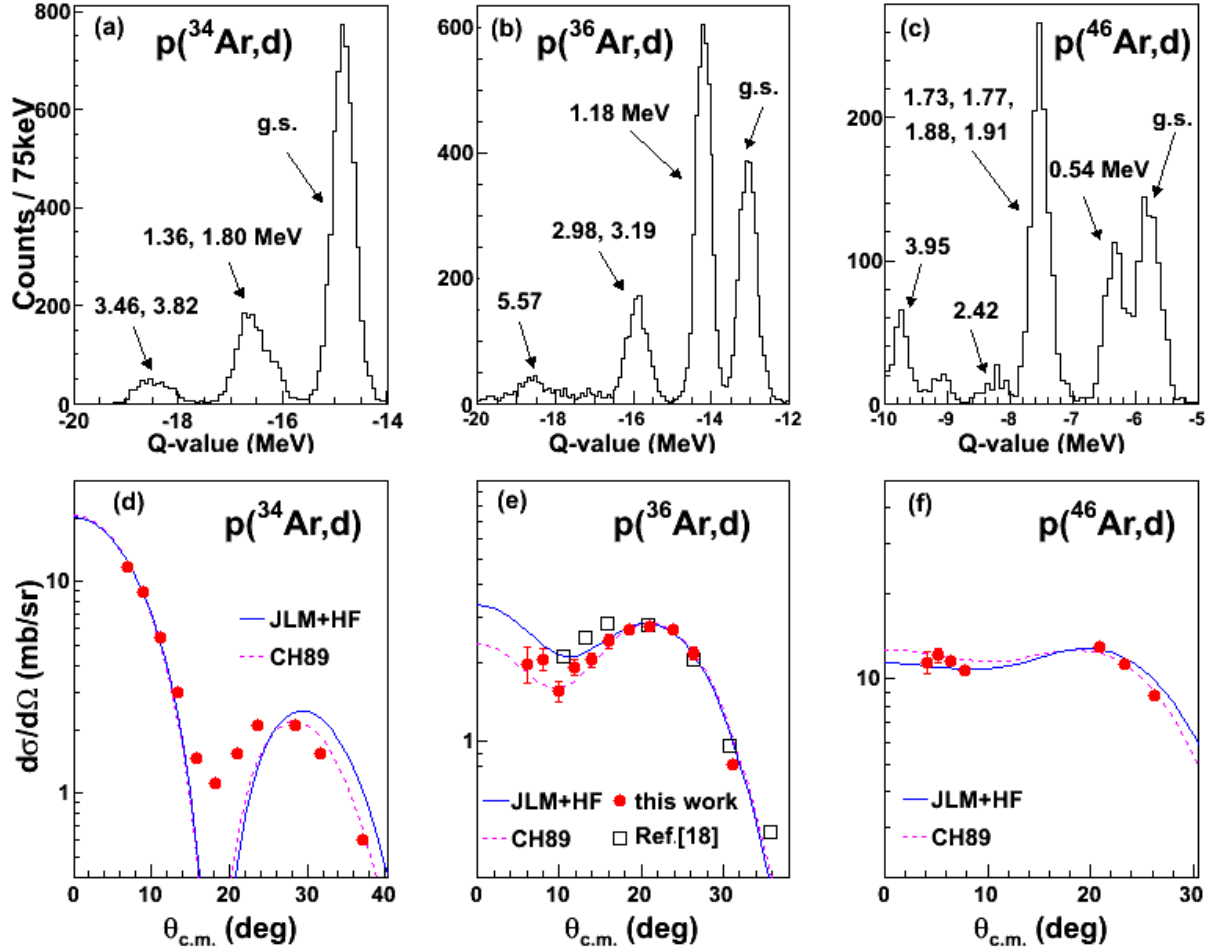 (a)
p(³⁴Ar,d)
g.s.
1.36, 1.80 MeV
3.46, 3.82
800
600
400
200
0
-20
-18
-16
-14
Counts / 75keV
Q-value (MeV)
(b)
p(³⁶Ar,d)
1.18 MeV
g.s.
2.98, 3.19
5.57
600
400
200
0
-20
-18
-16
-14
-12
Q-value (MeV)
(c)
p(⁴⁶Ar,d)
1.73, 1.77,
1.88, 1.91
g.s.
0.54 MeV
3.95
2.42
200
100
0
-10
-9
-8
-7
-6
-5
Q-value (MeV)
(d)
p(³⁴Ar,d)
JLM+HF
CH89
10
1
0
10
20
30
40
dσ/dΩ (mb/sr)
θc.m. (deg)
(e)
p(³⁶Ar,d)
JLM+HF
this work
CH89
Ref.[18]
1
0
10
20
30
θc.m. (deg)
(f)
p(⁴⁶Ar,d)
JLM+HF
CH89
10
0
10
20
30
θc.m. (deg)